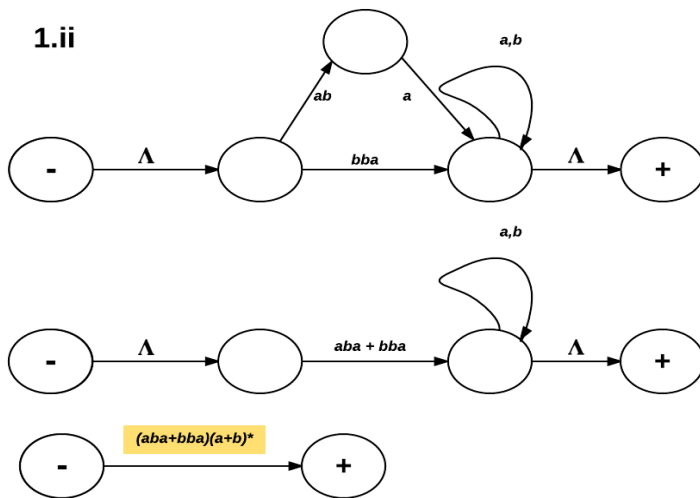 1.ii
a,b
ab
a
- Λ bba Λ +
a,b
- Λ aba + bba Λ +
(aba+bba)(a+b)*
- +